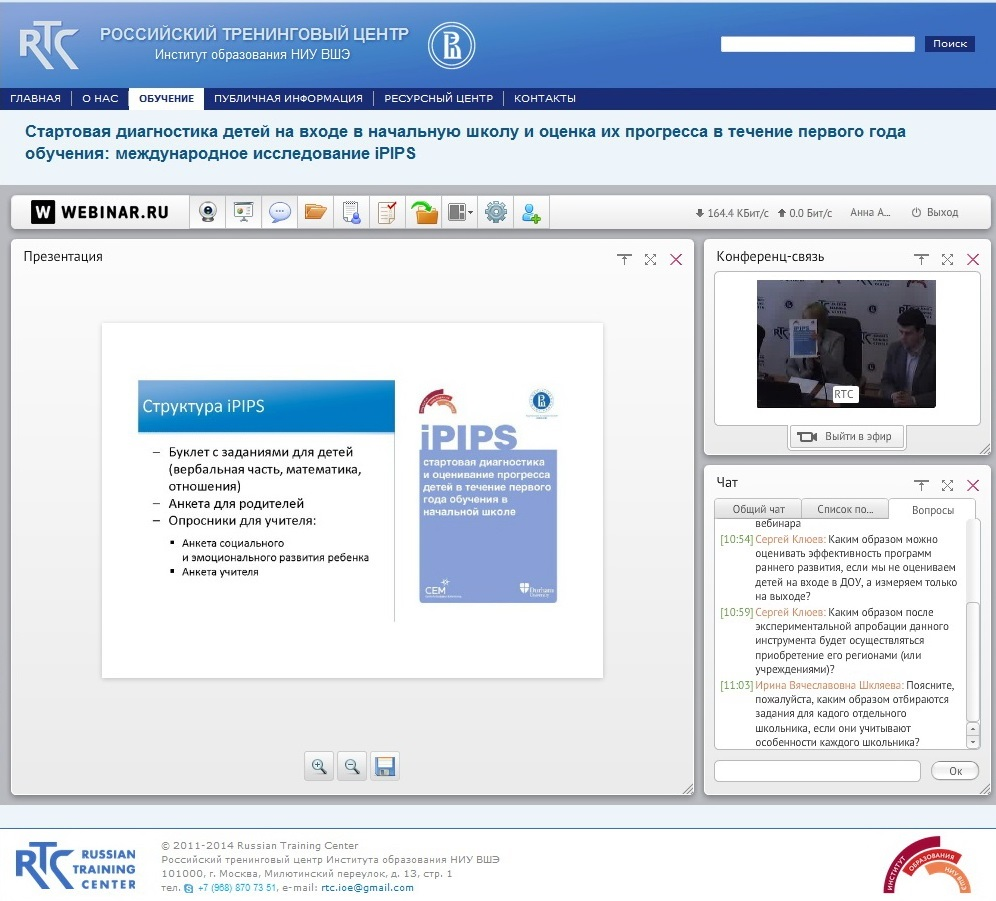 RTC
РОССИЙСКИЙ ТРЕНИНГОВЫЙ ЦЕНТР
Институт образования НИУ ВШЭ
Поиск
ГЛАВНАЯ
О НАС
ОБУЧЕНИЕ
ПУБЛИЧНАЯ ИНФОРМАЦИЯ
РЕСУРСНЫЙ ЦЕНТР
КОНТАКТЫ
Стартовая диагностика детей на входе в начальную школу и оценка их прогресса в течение первого года
обучения: международное исследование iPIPS
W WEBINAR.RU
164.4 КБит/с
0.0 Бит/с
Анна А...
Выход
Презентация
Структура iPIPS
– Буклет с заданиями для детей
(вербальная часть, математика,
отношения)
– Анкета для родителей
– Опросники для учителя:
▪ Анкета социального
и эмоционального развития ребенка
▪ Анкета учителя
iPIPS
стартовая диагностика
и оценивание прогресса
детей в течение первого
года обучения в
начальной школе
CEM
Durham
University
Конференц-связь
iPIPS
RTC
Выйти в эфир
Чат
Общий чат
Список по...
Вопросы
вебинара
[10:54] Сергей Клюев: Каким образом можно
оценивать эффективность программ
раннего развития, если мы не оцениваем
детей на входе в ДОУ, а измеряем только
на выходе?
[10:59] Сергей Клюев: Каким образом после
экспериментальной апробации данного
инструмента будет осуществляться
приобретение его регионами (или
учреждениями)?
[11:03] Ирина Вячеславовна Шкляева: Поясните,
пожалуйста, каким образом отбираются
задания для кадого отдельного
школьника, если они учитывают
особенности каждого школьника?
Ок
RTC RUSSIAN
TRAINING
CENTER
© 2011-2014 Russian Training Center
Российский тренинговый центр Института образования НИУ ВШЭ
101000, г. Москва, Милютинский переулок, д. 13, стр. 1
тел. +7 (968) 870 73 51, e-mail: rtc.ioe@gmail.com
ИНСТИТУТ
ОБРАЗОВАНИЯ
НИУ ВШЭ